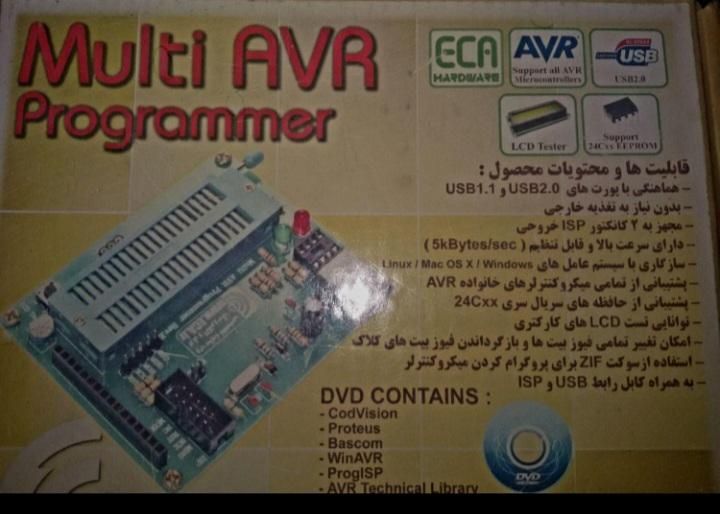 Multi AVR
Programmer
ECA
HARDWARE
AVR
Support all AVR
Microcontrollers
USB
USB2.0
LCD Tester
Support
24Cxx EEPROM
قابلیت ها و محتویات محصول :
- هماهنگی با پورت های USB2.0 و USB1.1
- بدون نیاز به تغذیه خارجی
- مجهز به ۲ کانکتور ISP خروجی
- دارای سرعت بالا و قابل تنظیم ( 5kBytes/sec )
- سازگاری با سیستم عامل های Linux / Mac OS X / Windows
- پشتیبانی از تمامی میکروکنترلرهای خانواده AVR
- پشتیبانی از حافظه های سریال سری 24Cxx
- توانایی تست LCD های کارکتری
- امکان تغییر تمامی فیوز بیت ها و بازگرداندن فیوز بیت های کلاک
- استفاده ازسوکت ZIF برای پروگرام کردن میکروکنترلر
- به همراه کابل رابط USB و ISP
DVD CONTAINS :
- CodVision
- Proteus
- Bascom
- WinAVR
- ProgISP
- AVR Technical Library
DVD